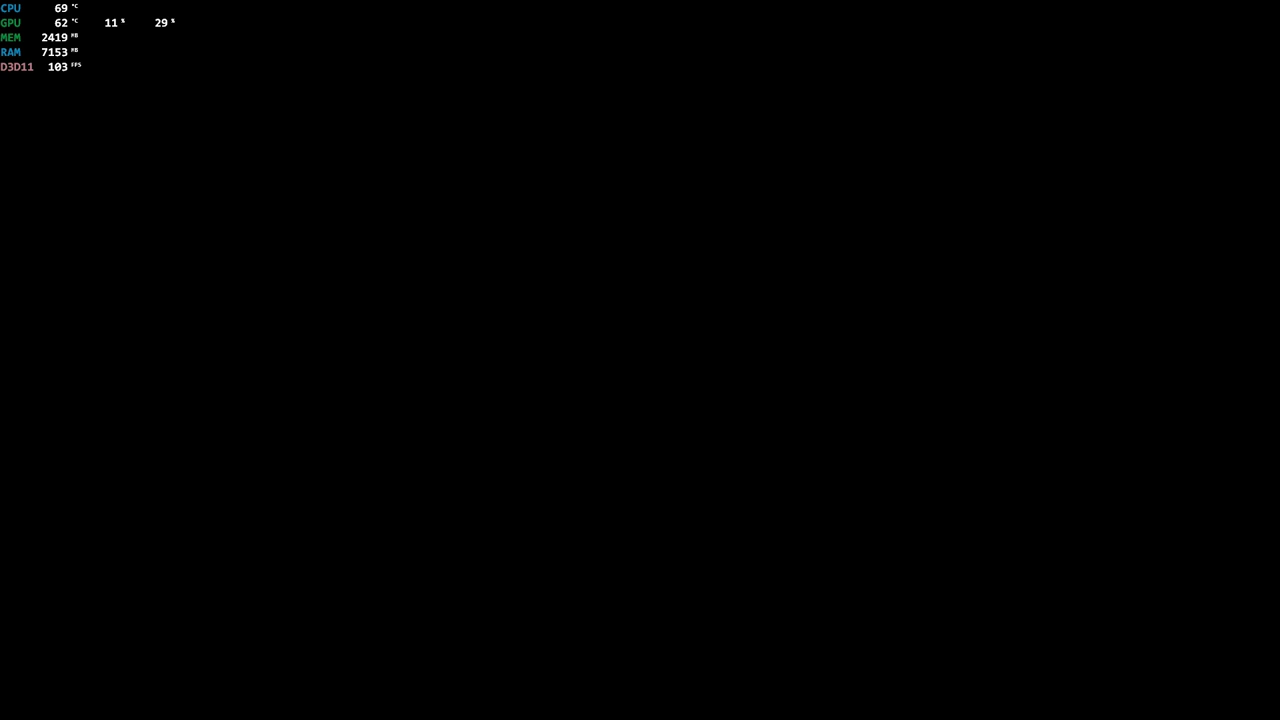 CPU 69 °C
GPU 62 °C 11 % 29 %
MEM 2419 MB
RAM 7153 MB
D3D11 103 FPS